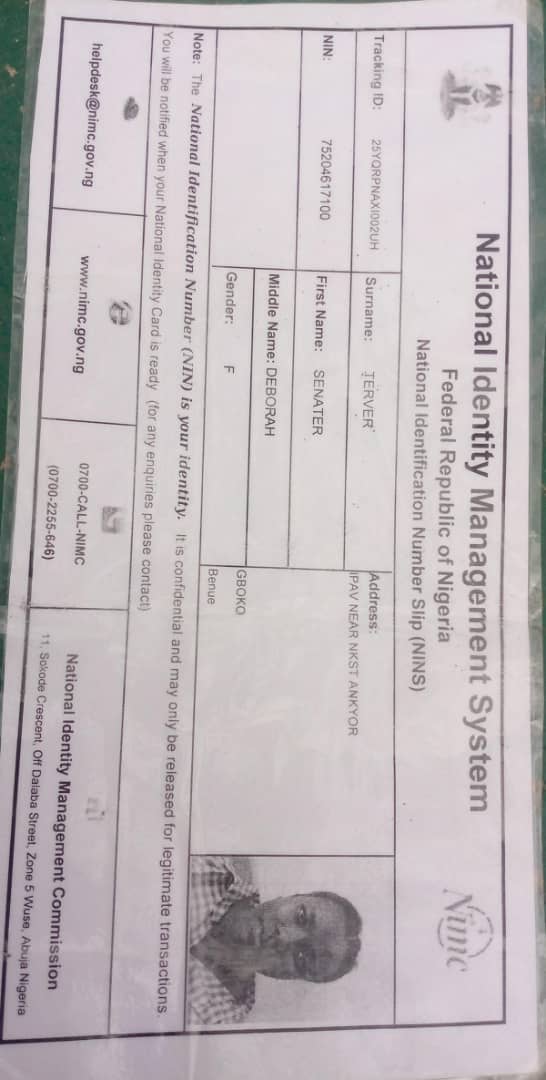 National Identity Management System
Federal Republic of Nigeria
National Identification Number Slip (NINS)
Nimc
Tracking ID: 25YQRPNAXI002UH
Surname: TERVER
Address:
IPAV NEAR NKST ANKYOR
NIN: 75204617100
First Name: SENATER
Middle Name: DEBORAH
Gender: F
GBOKO
Benue
Note: The National Identification Number (NIN) is your identity. It is confidential and may only be released for legitimate transactions.
You will be notified when your National Identity Card is ready (for any enquiries please contact)
helpdesk@nimc.gov.ng
www.nimc.gov.ng
0700-CALL-NIMC
(0700-2255-646)
National Identity Management Commission
11, Sokode Crescent, Off Dalaba Street, Zone 5 Wuse, Abuja Nigeria